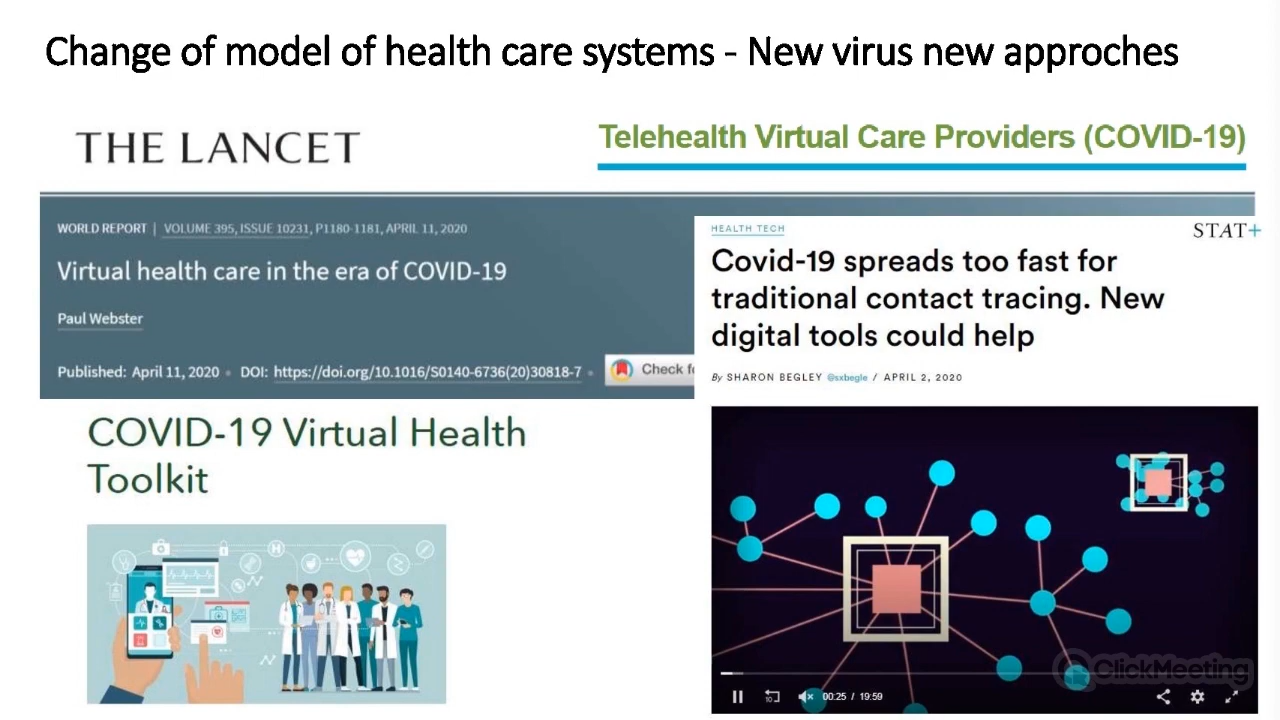 Change of model of health care systems - New virus new approches
THE LANCET
Telehealth Virtual Care Providers (COVID-19)
WORLD REPORT | VOLUME 395, ISSUE 10231, P1180-1181, APRIL 11, 2020
Virtual health care in the era of COVID-19
Paul Webster
Published: April 11, 2020 • DOI: https://doi.org/10.1016/S0140-6736(20)30818-7 •
Check fo
HEALTH TECH
STAT+
Covid-19 spreads too fast for
traditional contact tracing. New
digital tools could help
By SHARON BEGLEY @sxbegle / APRIL 2, 2020
COVID-19 Virtual Health
Toolkit
H
ClickMeeting
10
00:25 / 19:59